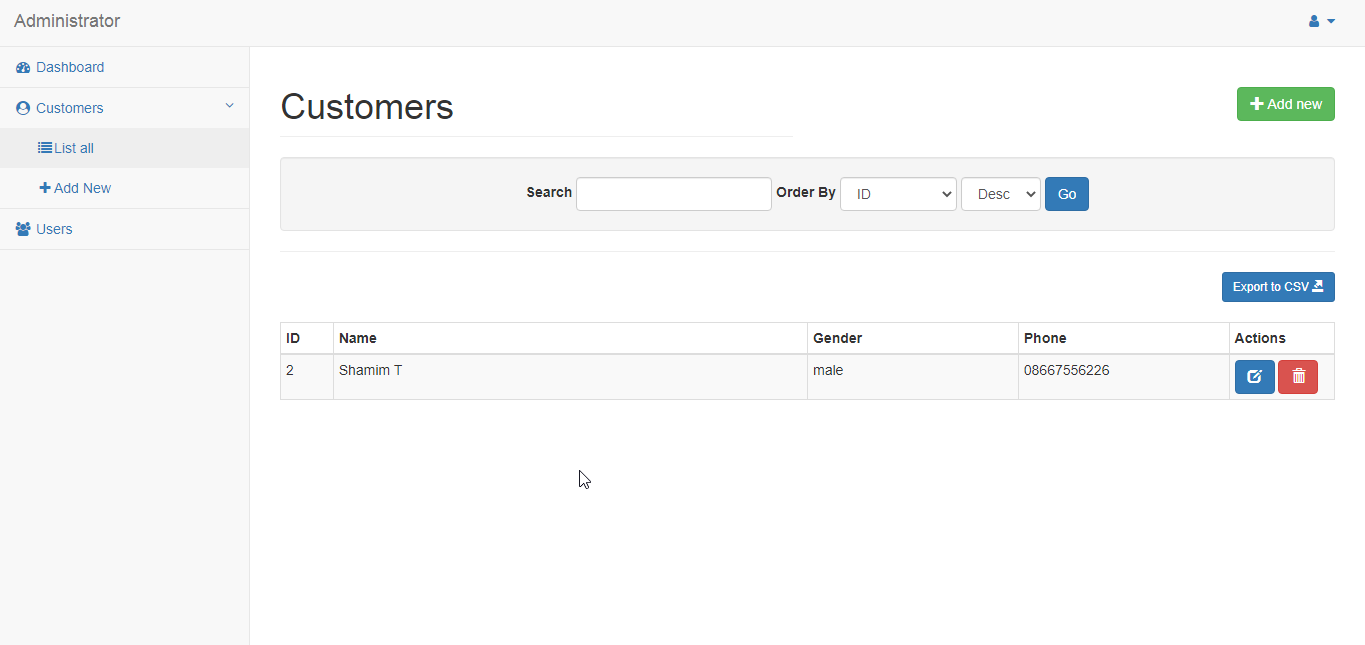 Administrator
Dashboard
Customers
List all
Add New
Users
Customers
Add new
Search Order By ID Desc Go
Export to CSV
ID Name Gender Phone Actions
2 Shamim T male 08667556226